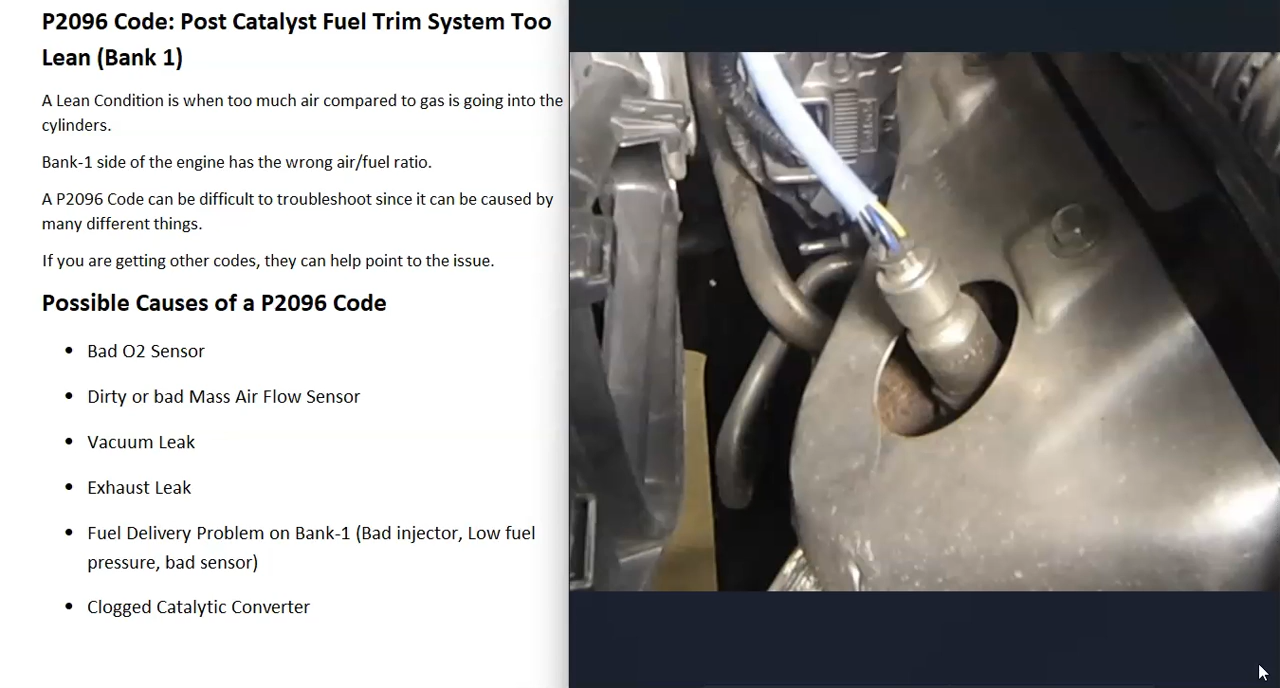 P2096 Code: Post Catalyst Fuel Trim System Too
Lean (Bank 1)
A Lean Condition is when too much air compared to gas is going into the
cylinders.
Bank-1 side of the engine has the wrong air/fuel ratio.
A P2096 Code can be difficult to troubleshoot since it can be caused by
many different things.
If you are getting other codes, they can help point to the issue.
Possible Causes of a P2096 Code
• Bad O2 Sensor
• Dirty or bad Mass Air Flow Sensor
• Vacuum Leak
• Exhaust Leak
• Fuel Delivery Problem on Bank-1 (Bad injector, Low fuel
pressure, bad sensor)
• Clogged Catalytic Converter